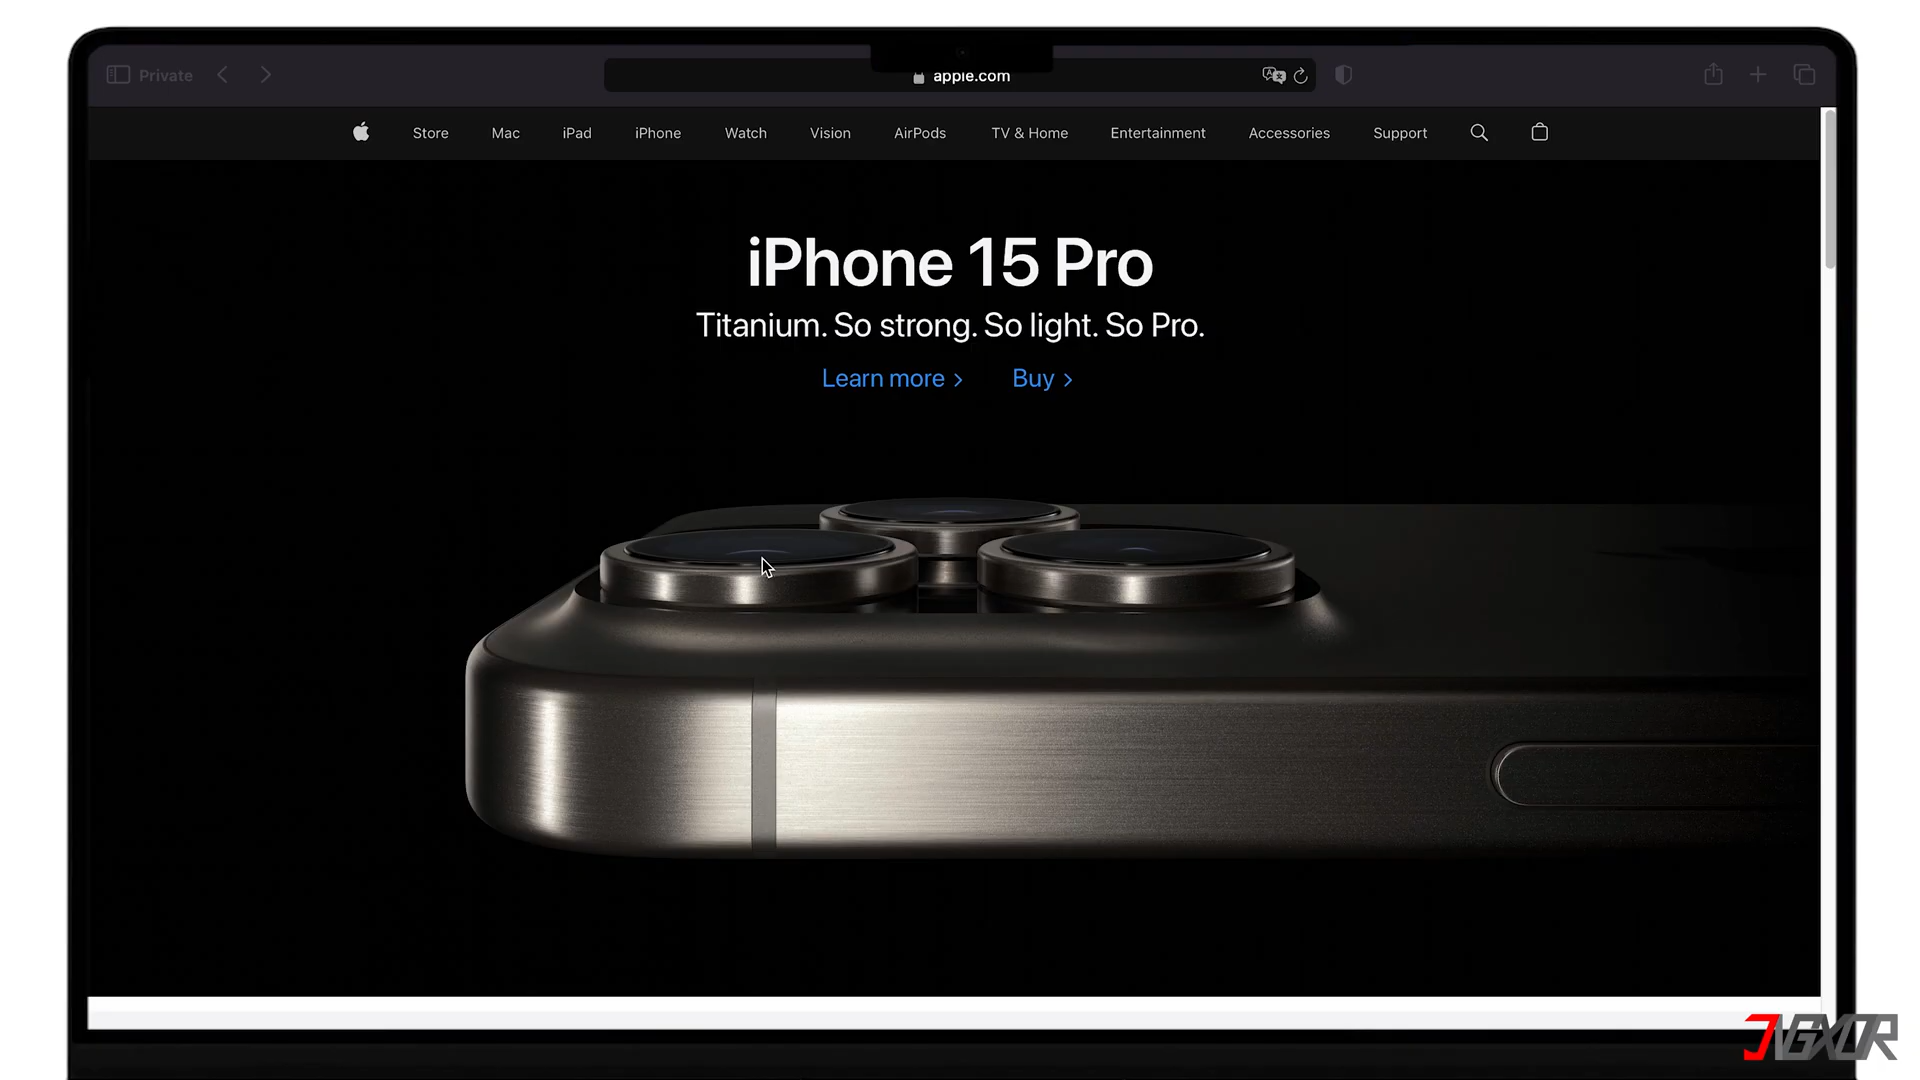 Private
apple.com
Store Mac iPad iPhone Watch Vision AirPods TV & Home Entertainment Accessories Support
iPhone 15 Pro
Titanium. So strong. So light. So Pro.
Learn more > Buy >
JVGXOR